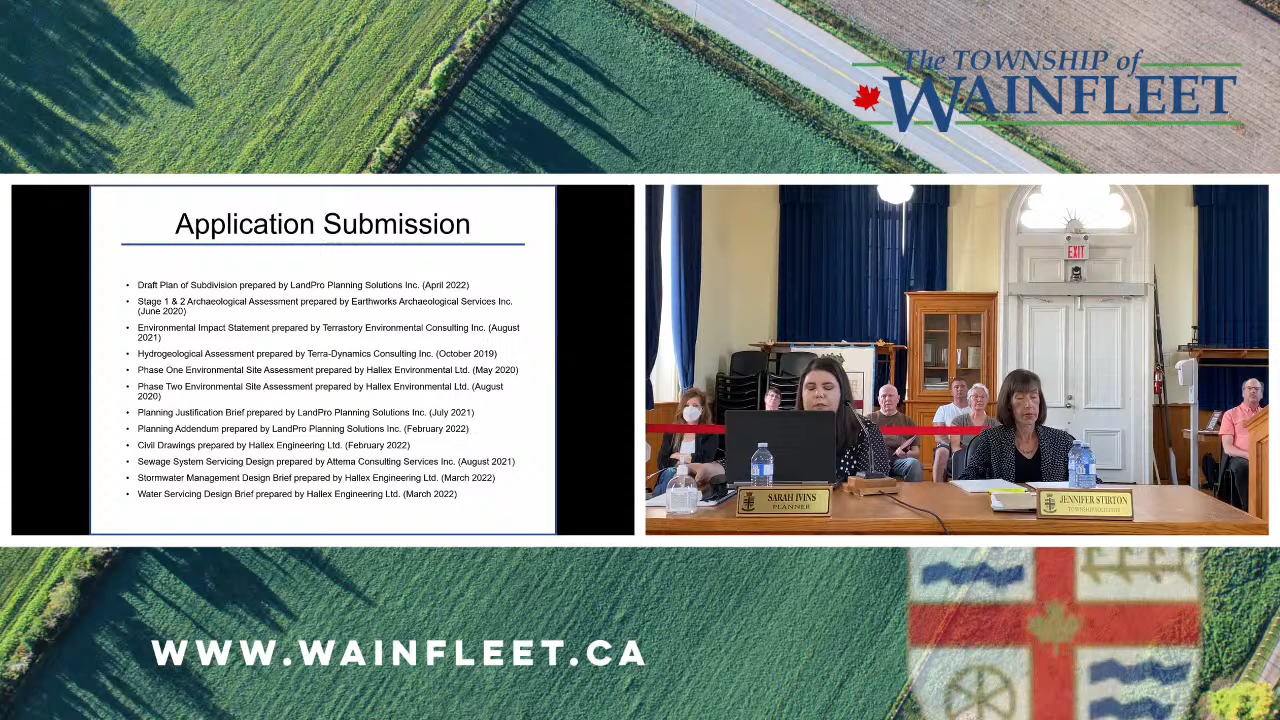 The TOWNSHIP of
WAINFLEET
Application Submission
• Draft Plan of Subdivision prepared by LandPro Planning Solutions Inc. (April 2022)
• Stage 1 & 2 Archaeological Assessment prepared by Earthworks Archaeological Services Inc.
(June 2020)
• Environmental Impact Statement prepared by Terrastory Environmental Consulting Inc. (August
2021)
• Hydrogeological Assessment prepared by Terra-Dynamics Consulting Inc. (October 2019)
• Phase One Environmental Site Assessment prepared by Hallex Environmental Ltd. (May 2020)
• Phase Two Environmental Site Assessment prepared by Hallex Environmental Ltd. (August
2020)
• Planning Justification Brief prepared by LandPro Planning Solutions Inc. (July 2021)
• Planning Addendum prepared by LandPro Planning Solutions Inc. (February 2022)
• Civil Drawings prepared by Hallex Engineering Ltd. (February 2022)
• Sewage System Servicing Design prepared by Attema Consulting Services Inc. (August 2021)
• Stormwater Management Design Brief prepared by Hallex Engineering Ltd. (March 2022)
• Water Servicing Design Brief prepared by Hallex Engineering Ltd. (March 2022)
EXIT
SARAH IVINS
PLANNER
JENNIFER STIRTON
TOWNSHIP SOLICITOR
WWW.WAINFLEET.CA